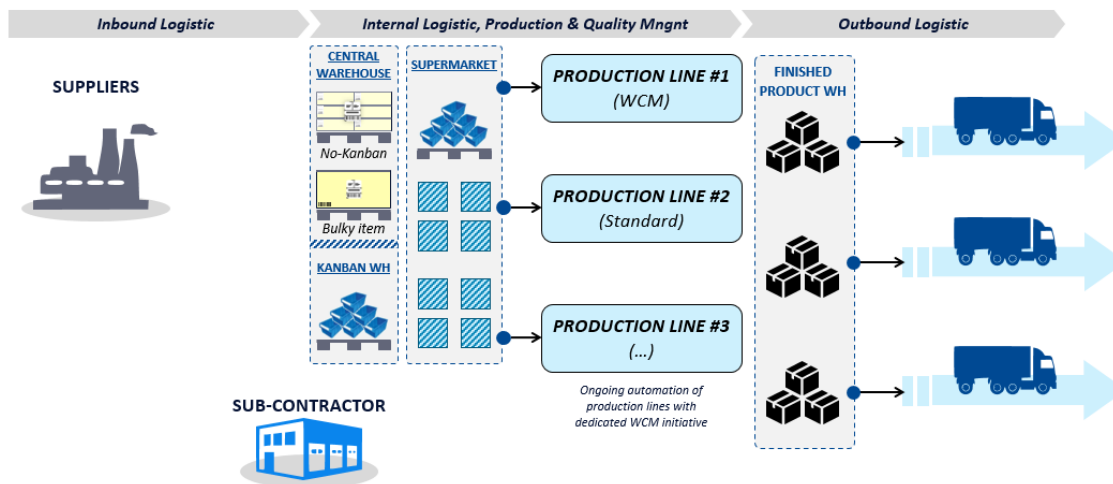 Inbound Logistic
Internal Logistic, Production & Quality Mngnt
Outbound Logistic
SUPPLIERS
CENTRAL
WAREHOUSE
No-Kanban
Bulky item
KANBAN WH
SUPERMARKET
PRODUCTION LINE #1
(WCM)
PRODUCTION LINE #2
(Standard)
PRODUCTION LINE #3
(...)
Ongoing automation of
production lines with
dedicated WCM initiative
FINISHED
PRODUCT WH
SUB-CONTRACTOR